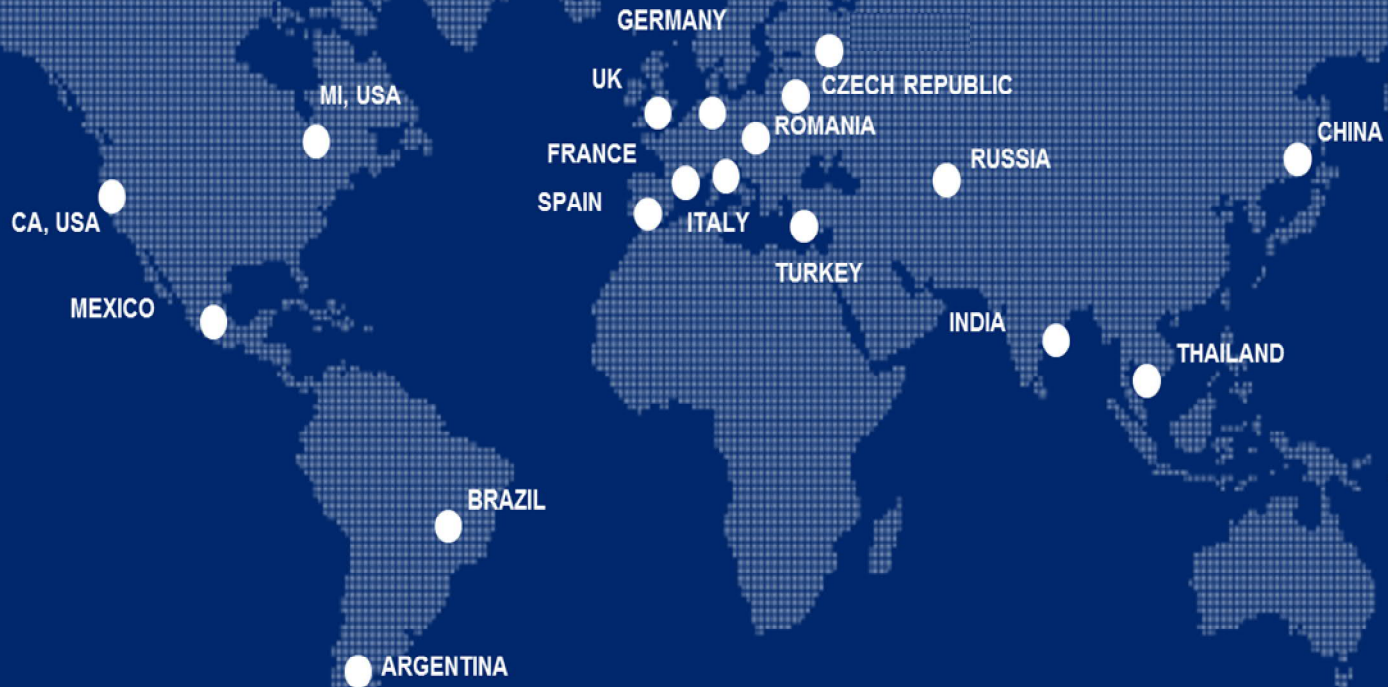 GERMANY
UK
CZECH REPUBLIC
MI, USA
ROMANIA
CHINA
FRANCE
RUSSIA
SPAIN
CA, USA
ITALY
TURKEY
MEXICO
INDIA
THAILAND
BRAZIL
ARGENTINA